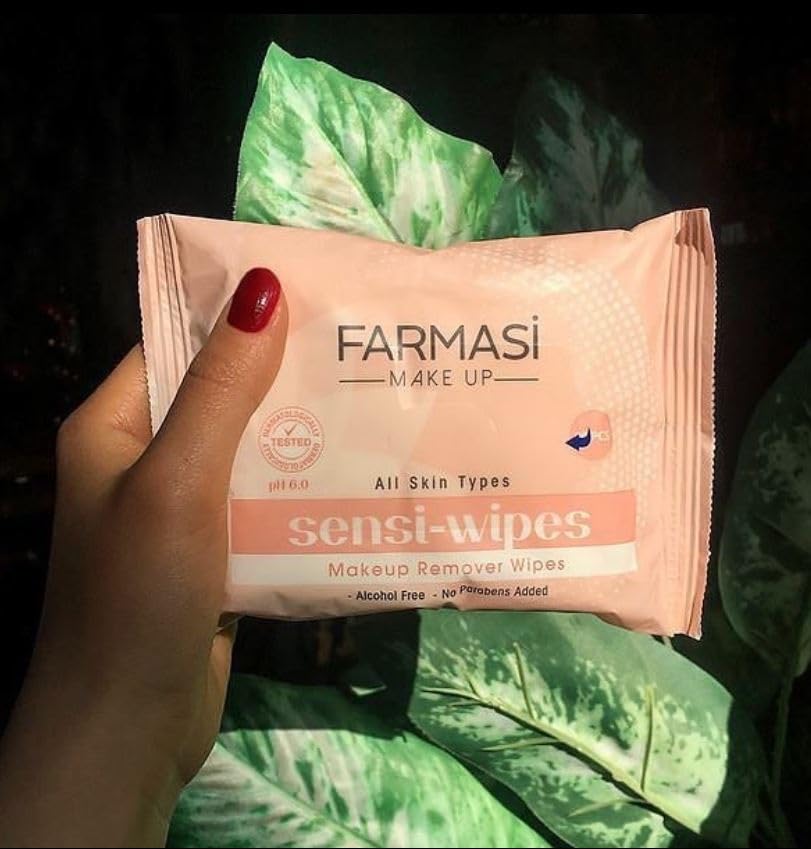 FARMASİ
MAKE UP
DERMATOLOGICALLY
TESTED
DERMATOLOGICALLY
pH 6.0
All Skin Types
sensi-wipes
Makeup Remover Wipes
- Alcohol Free - No Parabens Added